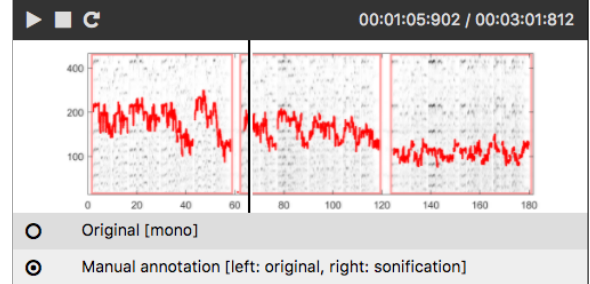 00:01:05:902 / 00:03:01:812
400
200
100
0 20 40 60 80 100 120 140 160 180
Original [mono]
Manual annotation [left: original, right: sonification]